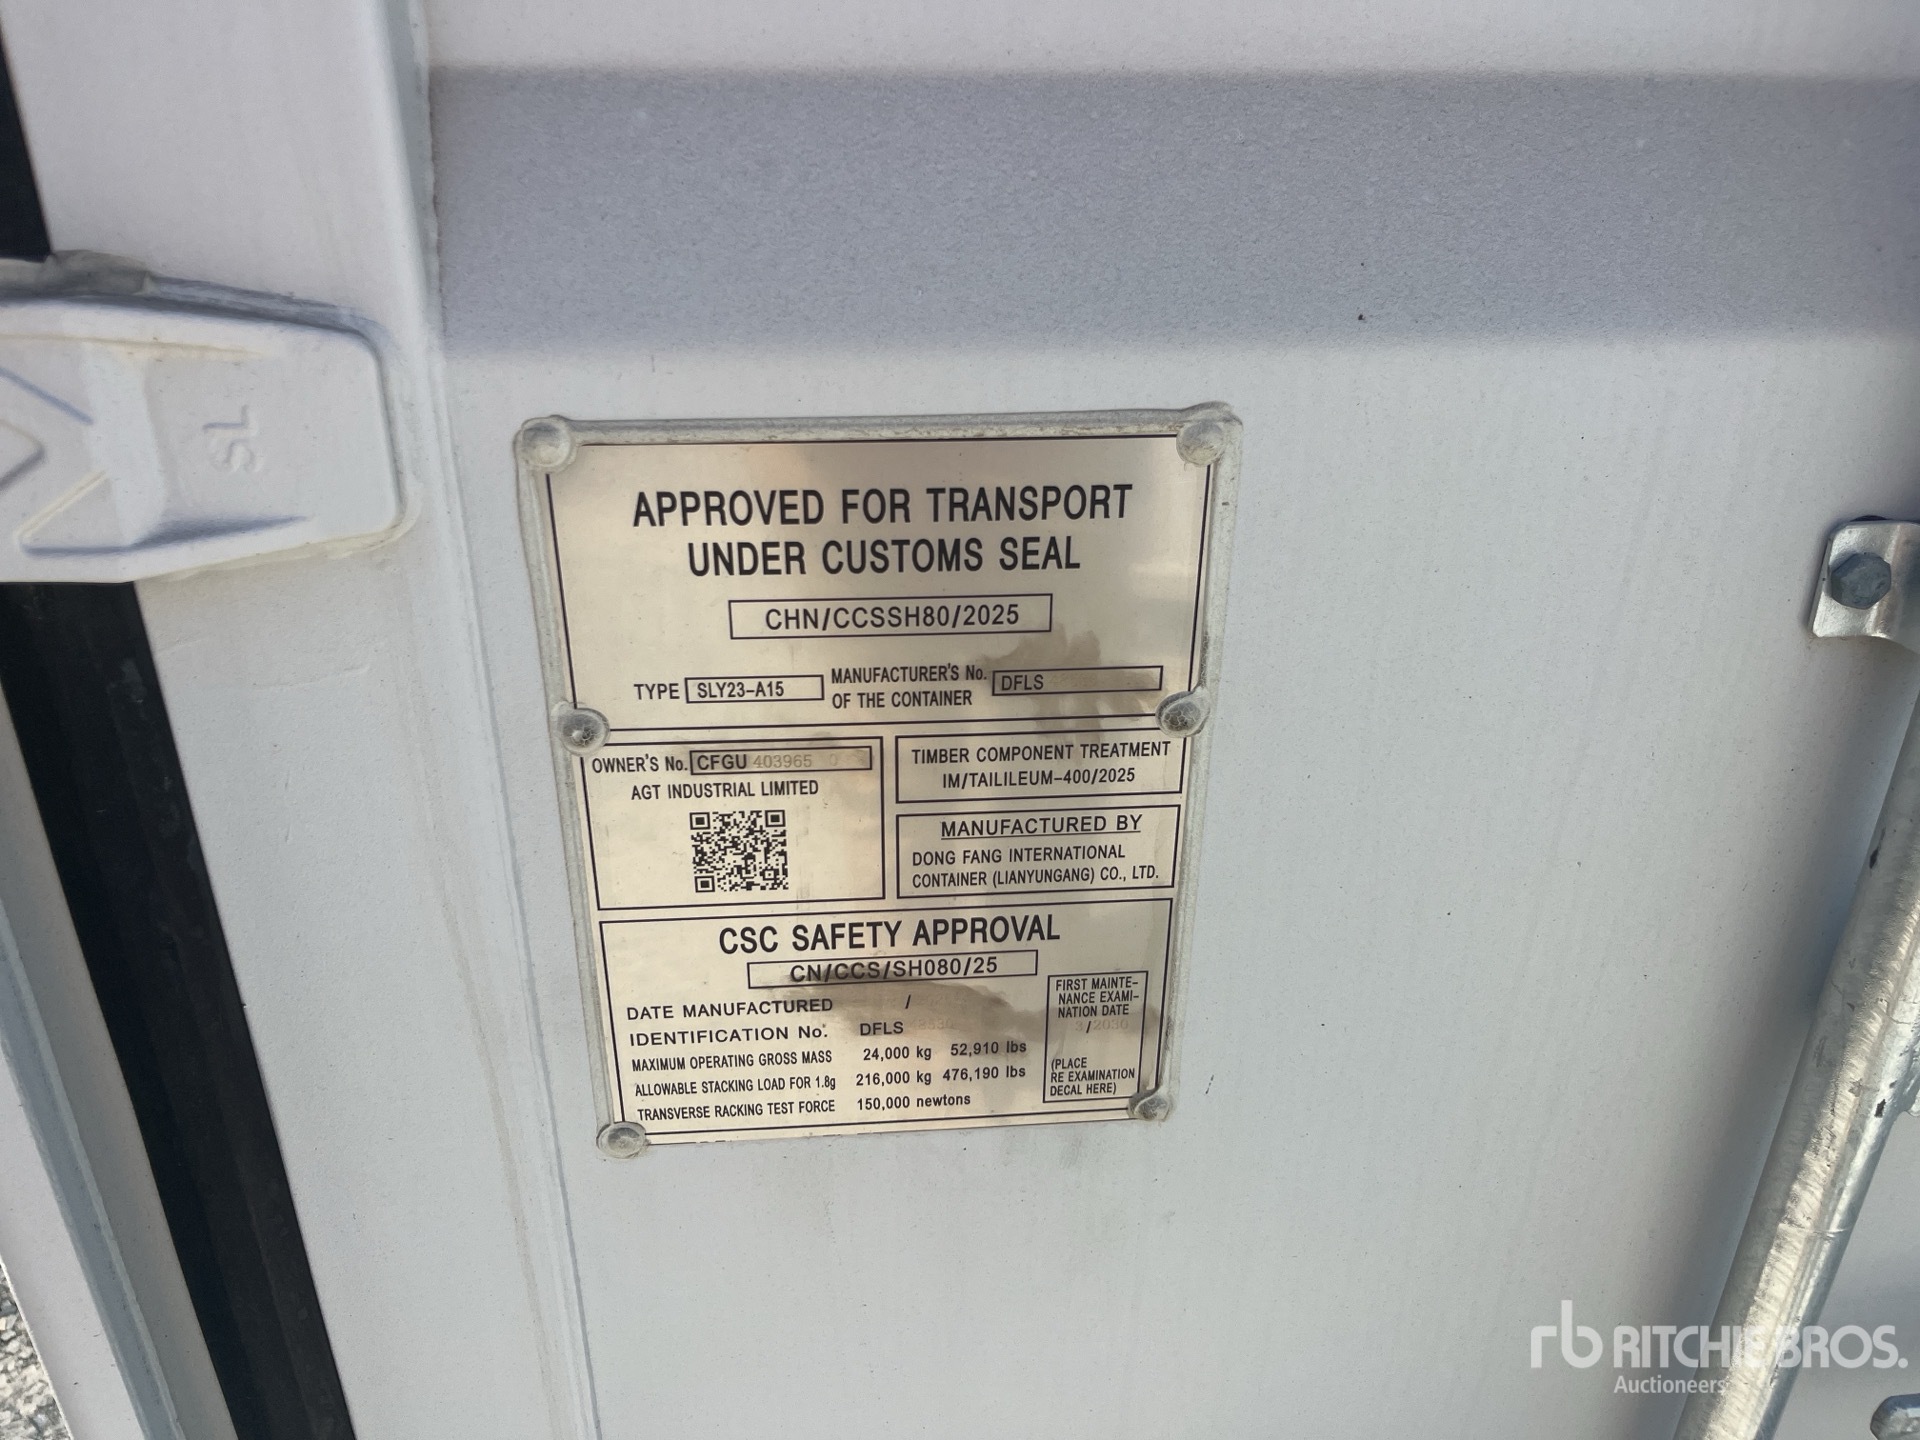 SL
APPROVED FOR TRANSPORT
UNDER CUSTOMS SEAL
CHN/CCSSH80/2025
TYPE SLY23-A15 MANUFACTURER'S No. OF THE CONTAINER DFLS
OWNER'S No. CFGU 403965 0
AGT INDUSTRIAL LIMITED
TIMBER COMPONENT TREATMENT
IM/TAILILEUM-400/2025
MANUFACTURED BY
DONG FANG INTERNATIONAL
CONTAINER (LIANYUNGANG) CO., LTD.
CSC SAFETY APPROVAL
CN/CCS/SH080/25
DATE MANUFACTURED /
IDENTIFICATION No. DFLS
MAXIMUM OPERATING GROSS MASS 24,000 kg 52,910 lbs
ALLOWABLE STACKING LOAD FOR 1.8g 216,000 kg 476,190 lbs
TRANSVERSE RACKING TEST FORCE 150,000 newtons
FIRST MAINTE-
NANCE EXAMI-
NATION DATE
/2030
(PLACE
RE EXAMINATION
DECAL HERE)
rb RITCHIE BROS.
Auctioneers